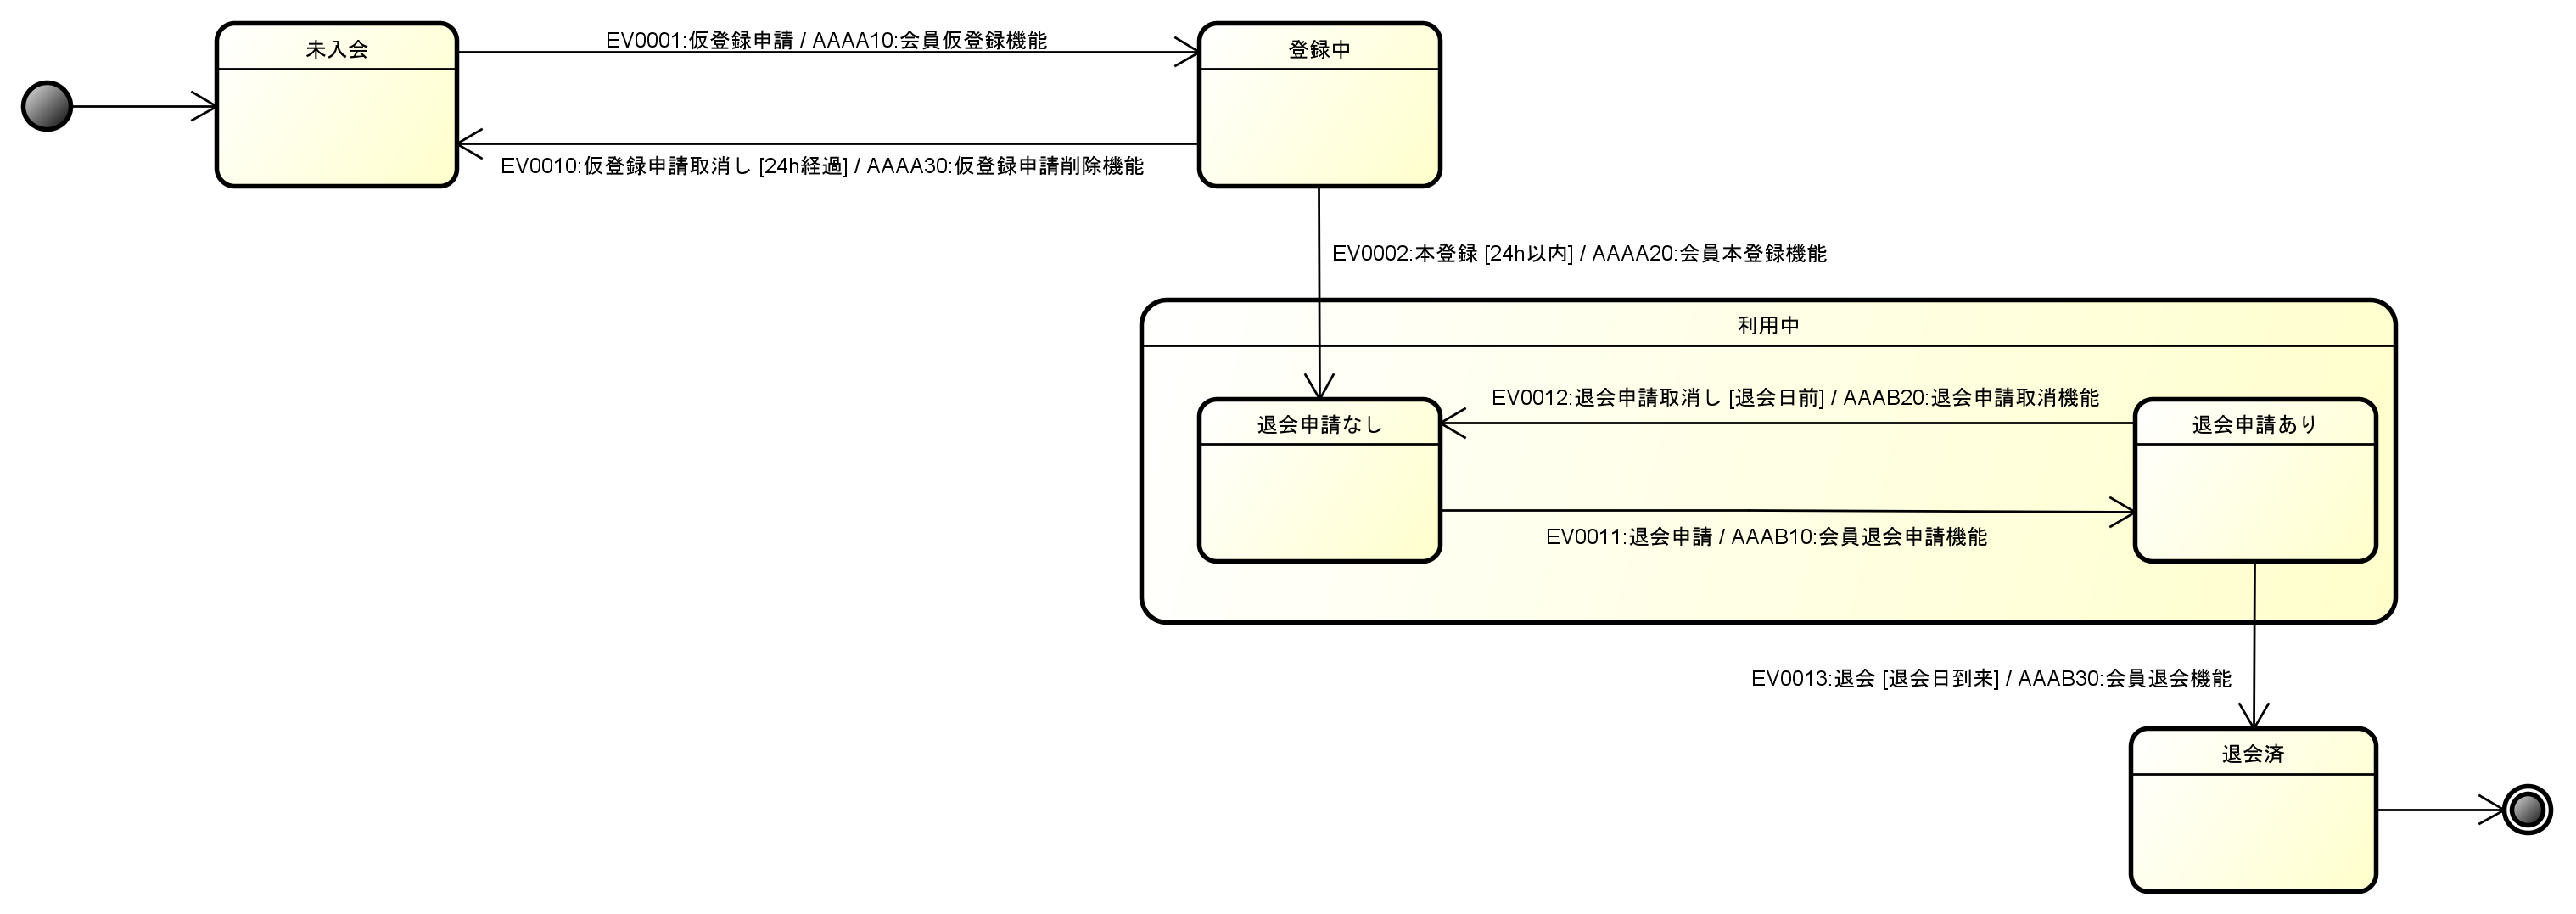 未入会
EV0001:仮登録申請 / AAAA10:会員仮登録機能
登録中
EV0010:仮登録申請取消し [24h経過] / AAAA30:仮登録申請削除機能
EV0002:本登録 [24h以内] / AAAA20:会員本登録機能
利用中
退会申請なし
EV0012:退会申請取消し [退会日前] / AAAB20:退会申請取消機能
退会申請あり
EV0011:退会申請 / AAAB10:会員退会申請機能
EV0013:退会 [退会日到来] / AAAB30:会員退会機能
退会済